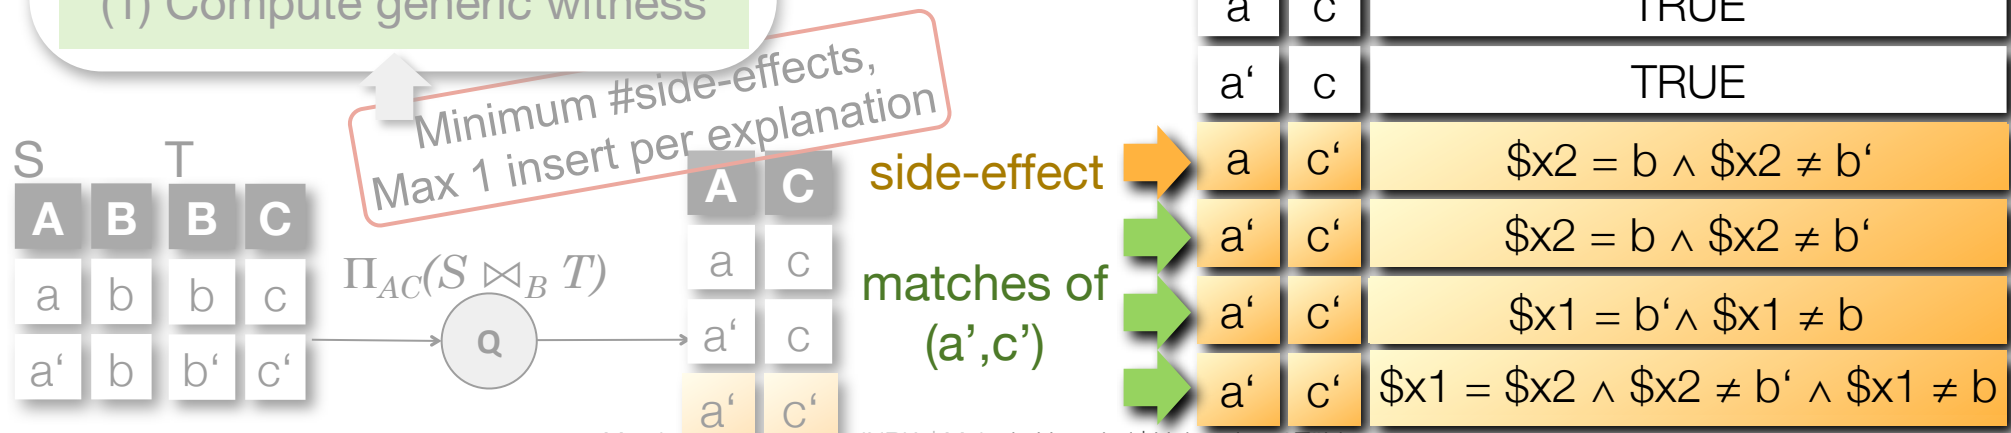 (1) Compute generic witness
Minimum #side-effects,
Max 1 insert per explanation
S T
A B B C
a b b c
a‘ b b‘ c‘
Π_AC(S ⋈_B T)
Q
A C
a c
a‘ c
a‘ c‘
side-effect
matches of
(a’,c’)
a c TRUE
a‘ c TRUE
a c‘ $x2 = b ∧ $x2 ≠ b‘
a‘ c‘ $x2 = b ∧ $x2 ≠ b‘
a‘ c‘ $x1 = b‘∧ $x1 ≠ b
a‘ c‘ $x1 = $x2 ∧ $x2 ≠ b‘ ∧ $x1 ≠ b